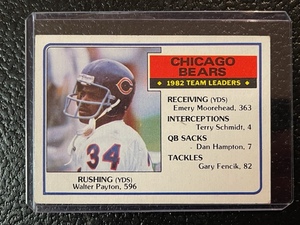 CHICAGO
BEARS
1982 TEAM LEADERS
RECEIVING (YDS)
Emery Moorehead, 363
INTERCEPTIONS
Terry Schmidt, 4
QB SACKS
Dan Hampton, 7
TACKLES
Gary Fencik, 82
34
RUSHING (YDS)
Walter Payton, 596